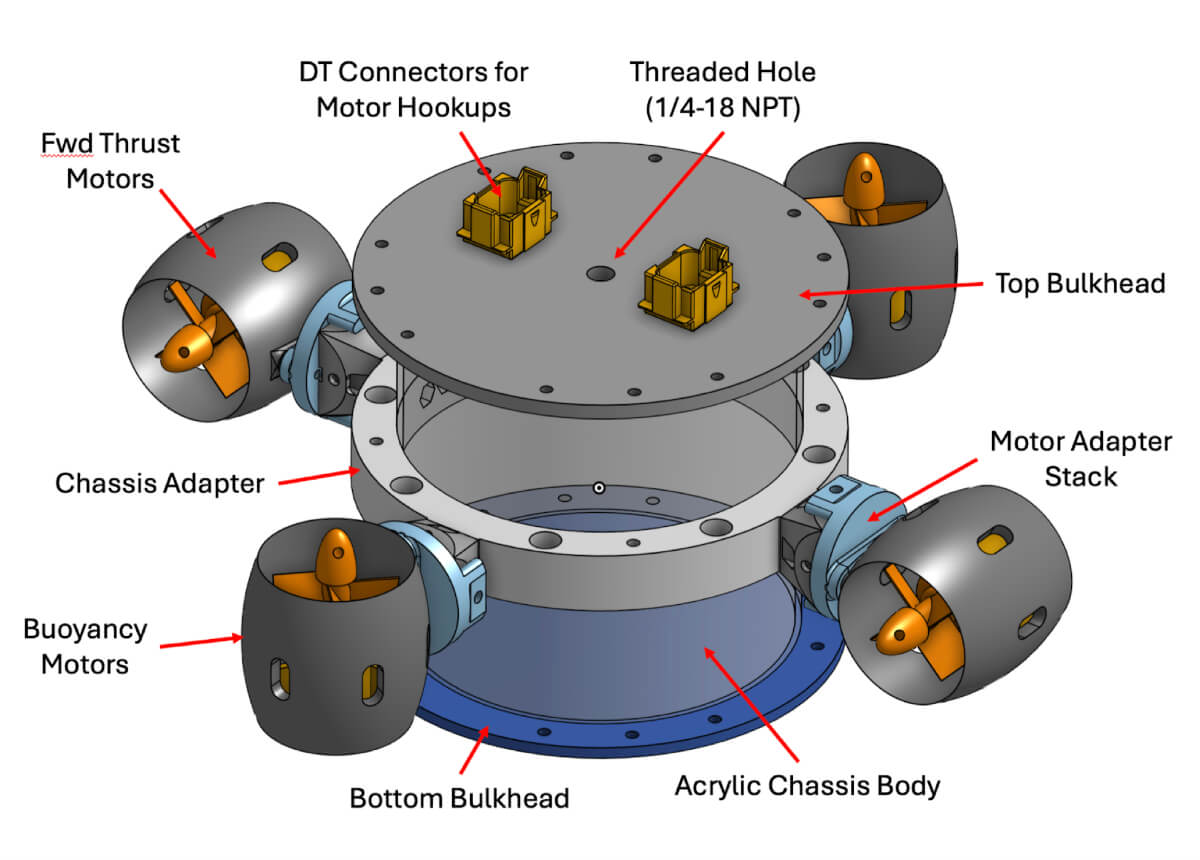 DT Connectors for
Motor Hookups
Threaded Hole
(1/4-18 NPT)
Fwd Thrust
Motors
Top Bulkhead
Motor Adapter
Stack
Chassis Adapter
Buoyancy
Motors
Bottom Bulkhead
Acrylic Chassis Body